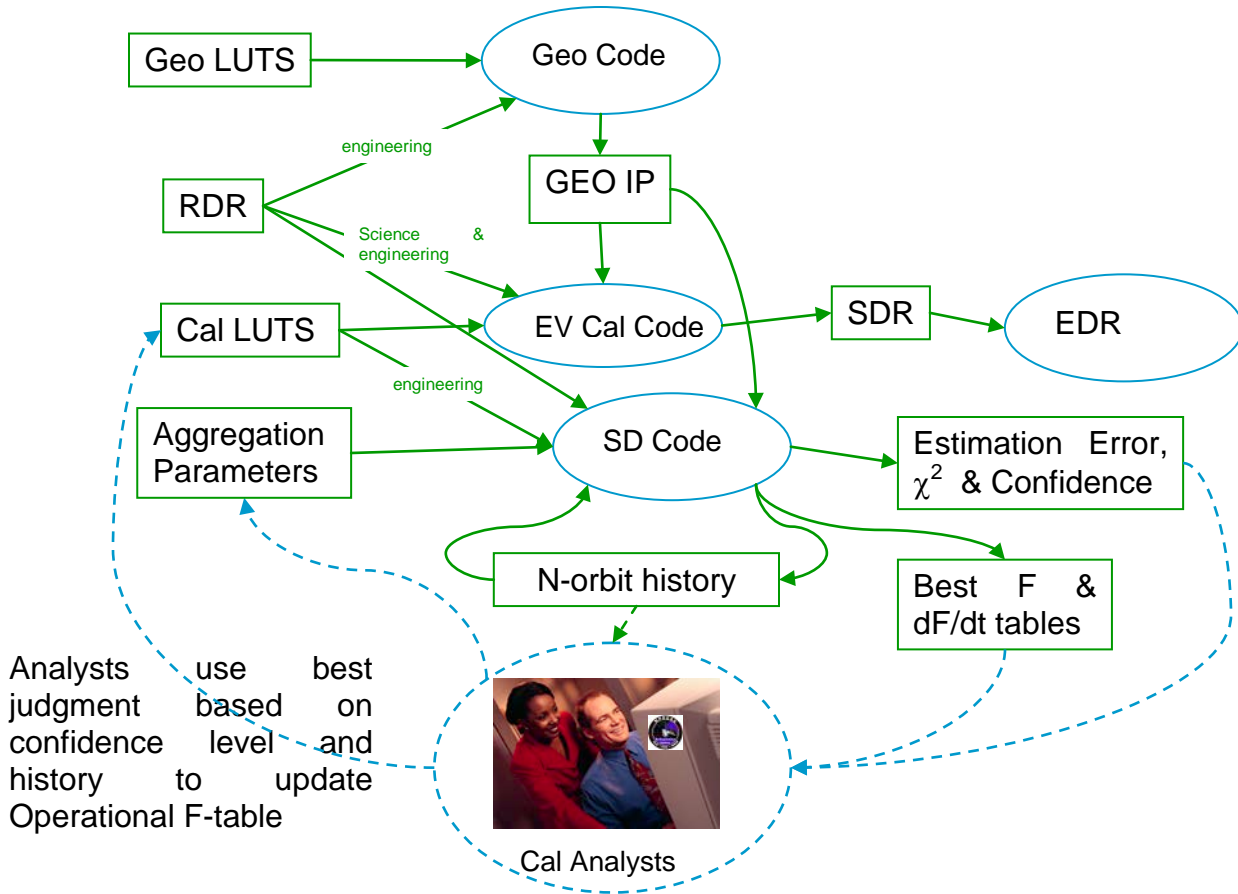 Geo LUTS
Geo Code
engineering
GEO IP
RDR
Science &
engineering
Cal LUTS
EV Cal Code
SDR
EDR
engineering
Aggregation
Parameters
SD Code
Estimation Error,
χ² & Confidence
N-orbit history
Best F &
dF/dt tables
Analysts use best
judgment based on
confidence level and
history to update
Operational F-table
Cal Analysts